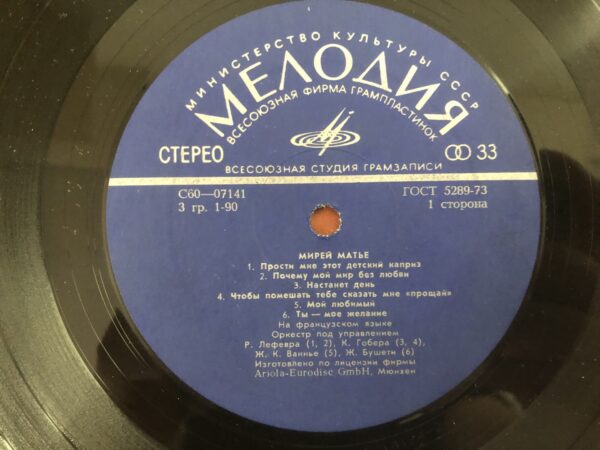 МИНИСТЕРСТВО КУЛЬТУРЫ СССР
МЕЛОДИЯ
ВСЕСОЮЗНАЯ ФИРМА ГРАМПЛАСТИНОК
СТЕРЕО
33
ВСЕСОЮЗНАЯ СТУДИЯ ГРАМЗАПИСИ
С60—07141 ГОСТ 5289-73
3 гр. 1-90 1 сторона
МИРЕЙ МАТЬЕ
1. Прости мне этот детский каприз
2. Почему мой мир без любви
3. Настанет день
4. Чтобы помешать тебе сказать мне «прощай»
5. Мой любимый
6. Ты — мое желание
На французском языке
Оркестр под управлением
Р. Лефевра (1, 2), К. Гобера (3, 4),
Ж. К. Ваннье (5), Ж. Бушети (6)
Изготовлено по лицензии фирмы
Ariola-Eurodisc GmbH, Мюнхен